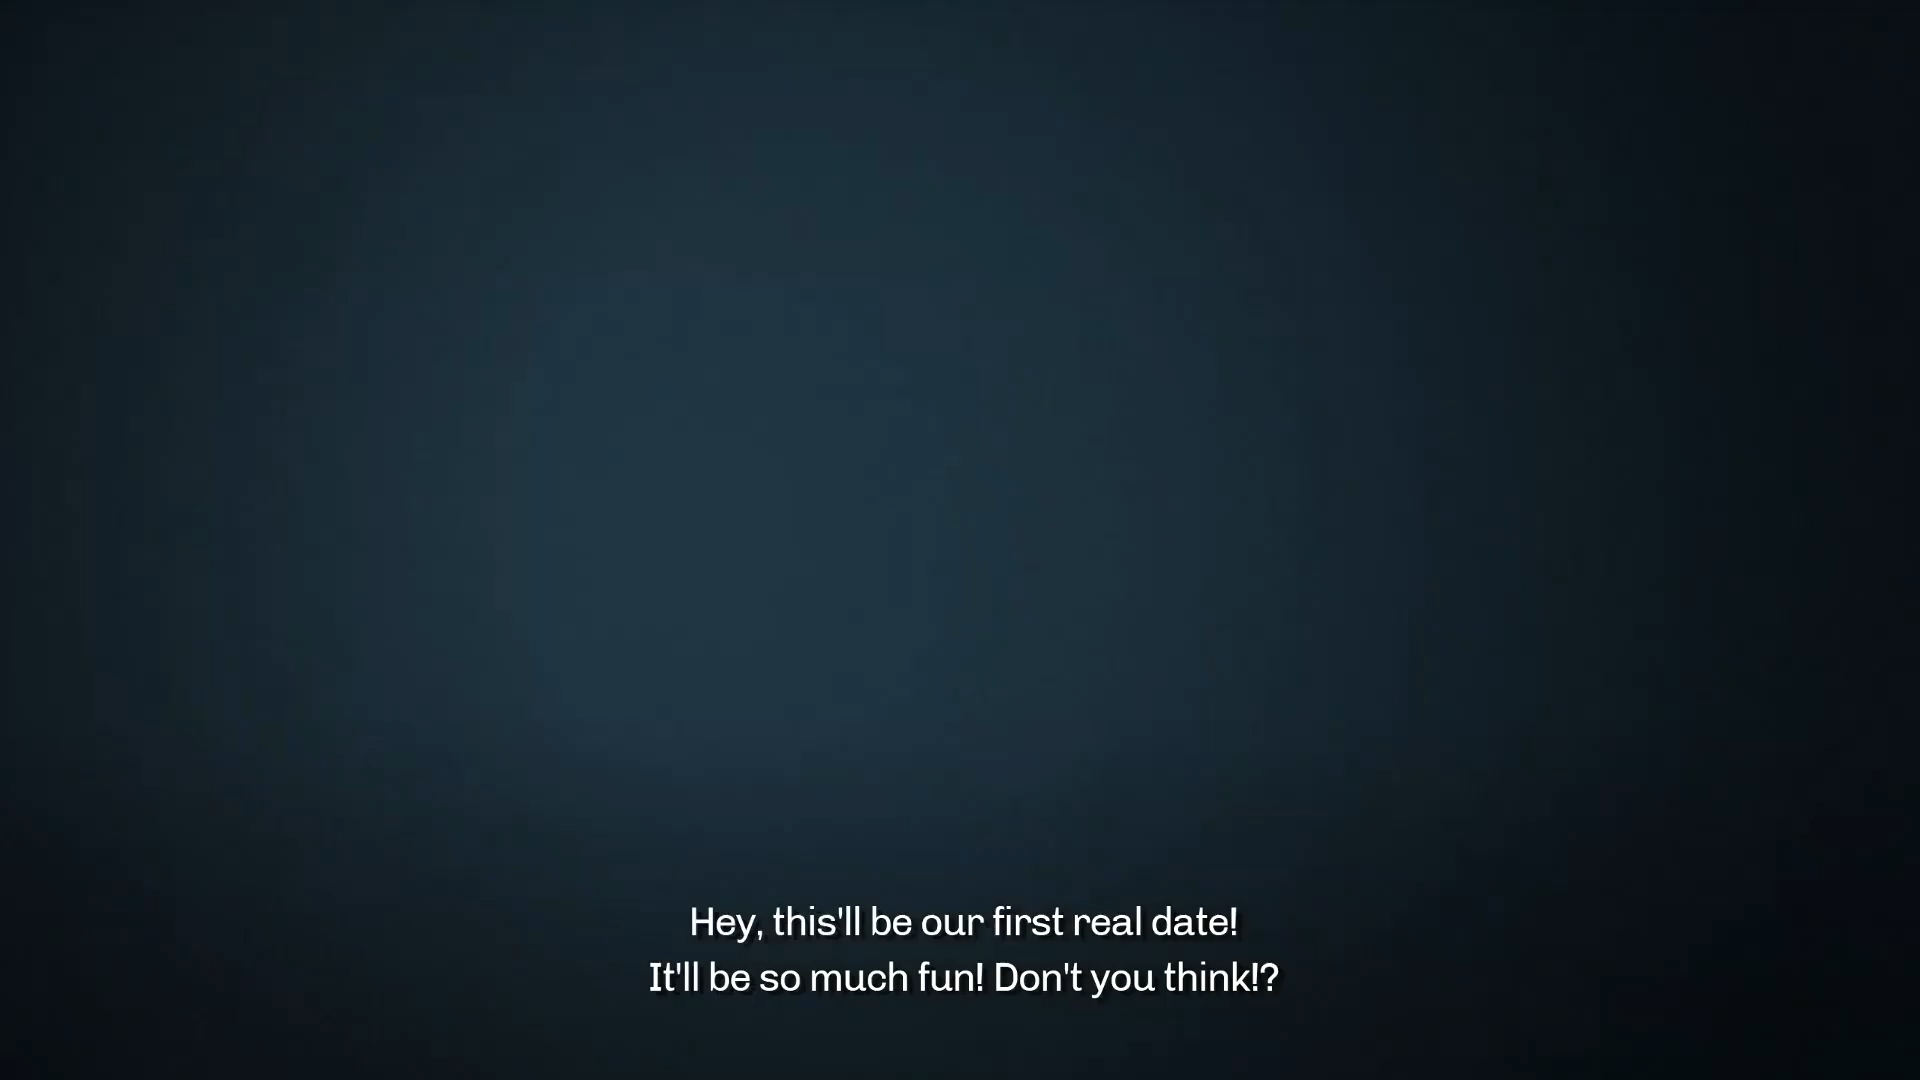 Hey, this'll be our first real date!
It'll be so much fun! Don't you think!?